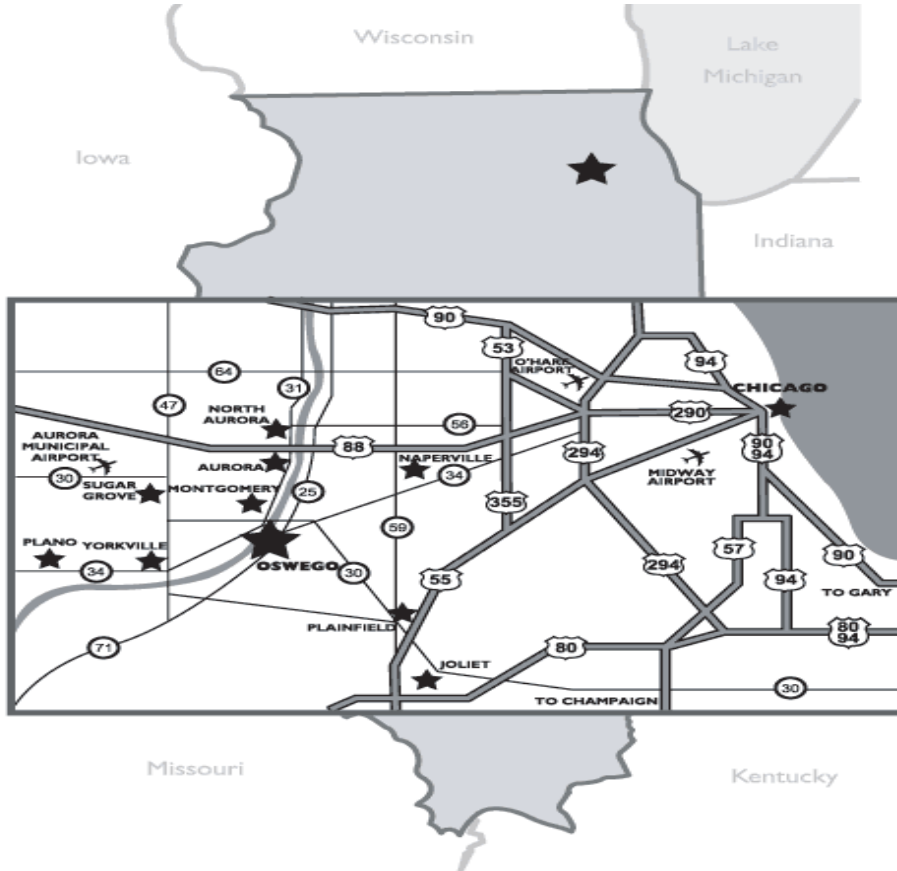 Wisconsin
Lake
Michigan
Iowa
Indiana
90
53
O'HARE
AIRPORT
94
64
31
47
CHICAGO
NORTH
AURORA
56
290
AURORA
MUNICIPAL
AIRPORT
88
294
90
94
NAPERVILLE
MIDWAY
AIRPORT
AURORA
30
SUGAR
GROVE
MONTGOMERY
25
34
355
59
PLANO
YORKVILLE
57
90
34
OSWEGO
30
55
294
94
TO GARY
PLAINFIELD
71
80
80
94
JOLIET
30
TO CHAMPAIGN
Missouri
Kentucky